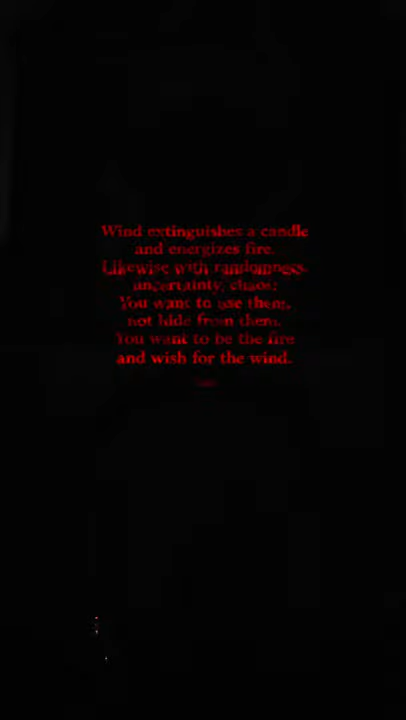 Wind extinguishes a candle
and energizes fire.
Likewise with randomness,
uncertainty, chaos:
You want to use them,
not hide from them.
You want to be the fire
and wish for the wind.